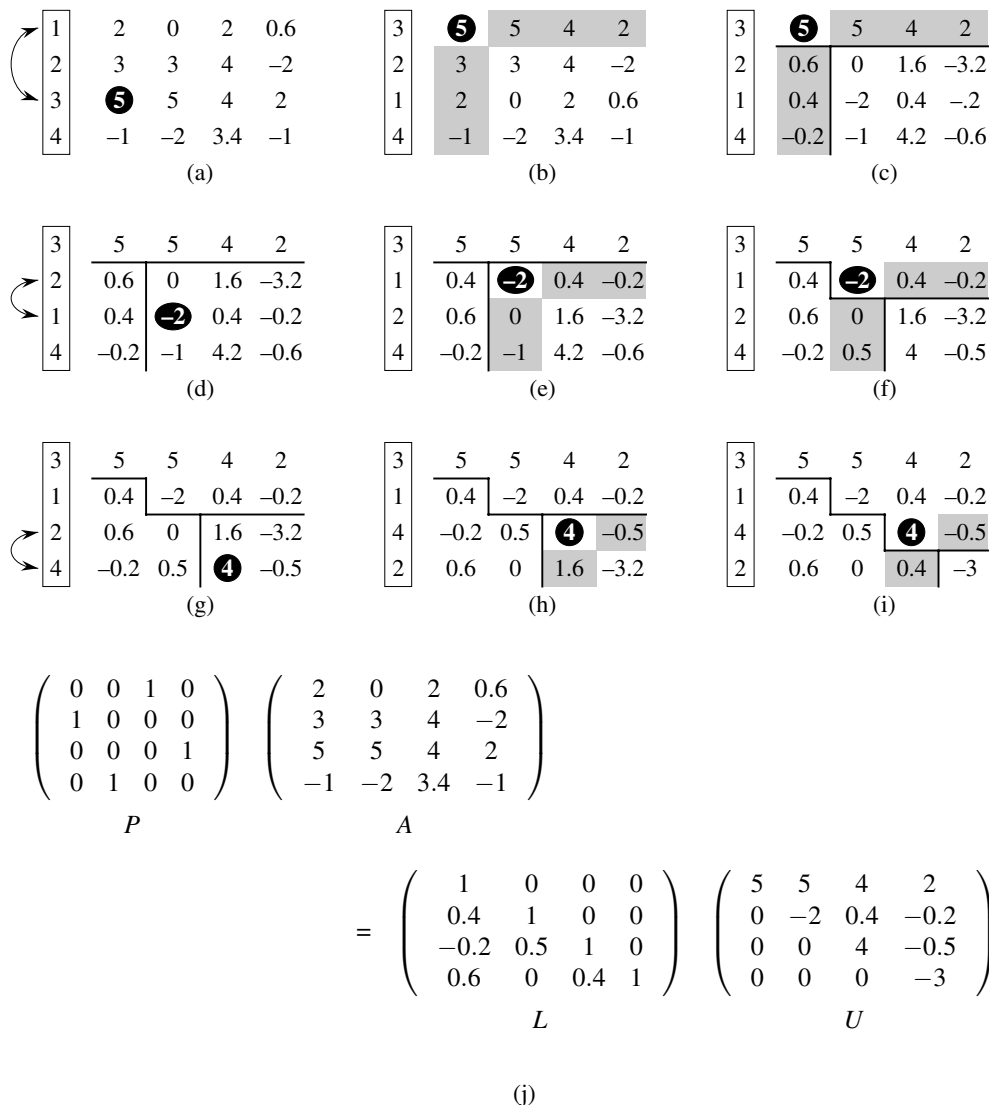 1 2 0 2 0.6 3 5 5 4 2 3 5 5 4 2
2 3 3 4 –2 2 3 3 4 –2 2 0.6 0 1.6 –3.2
3 5 5 4 2 1 2 0 2 0.6 1 0.4 –2 0.4 –.2
4 –1 –2 3.4 –1 4 –1 –2 3.4 –1 4 –0.2 –1 4.2 –0.6
(a) (b) (c)
3 5 5 4 2 3 5 5 4 2 3 5 5 4 2
2 0.6 0 1.6 –3.2 1 0.4 –2 0.4 –0.2 1 0.4 –2 0.4 –0.2
1 0.4 –2 0.4 –0.2 2 0.6 0 1.6 –3.2 2 0.6 0 1.6 –3.2
4 –0.2 –1 4.2 –0.6 4 –0.2 –1 4.2 –0.6 4 –0.2 0.5 4 –0.5
(d) (e) (f)
3 5 5 4 2 3 5 5 4 2 3 5 5 4 2
1 0.4 –2 0.4 –0.2 1 0.4 –2 0.4 –0.2 1 0.4 –2 0.4 –0.2
2 0.6 0 1.6 –3.2 4 –0.2 0.5 4 –0.5 4 –0.2 0.5 4 –0.5
4 –0.2 0.5 4 –0.5 2 0.6 0 1.6 –3.2 2 0.6 0 0.4 –3
(g) (h) (i)
0 0 1 0 2 0 2 0.6
1 0 0 0 3 3 4 −2
0 0 0 1 5 5 4 2
0 1 0 0 −1 −2 3.4 −1
P A
1 0 0 0 5 5 4 2
0.4 1 0 0 0 −2 0.4 −0.2
= −0.2 0.5 1 0 0 0 4 −0.5
0.6 0 0.4 1 0 0 0 −3
L U
(j)